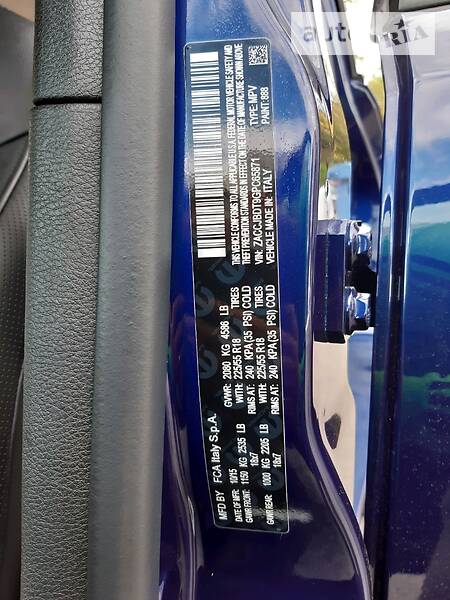 auto RIA
MFD BY FCA Italy S.p.A.
DATE OF MFR: 10/15 GVWR: 2080 KG 4586 LB
GAWR FRONT: 1150 KG 2535 LB WITH: 225/55 R18 TIRES
18x7 RIMS AT: 240 KPA(35 PSI) COLD
GAWR REAR: 1000 KG 2205 LB WITH: 225/55 R18 TIRES
18x7 RIMS AT: 240 KPA(35 PSI) COLD
THIS VEHICLE CONFORMS TO ALL APPLICABLE U.S.A. FEDERAL MOTOR VEHICLE SAFETY AND
THEFT PREVENTION STANDARDS IN EFFECT ON THE DATE OF MANUFACTURE SHOWN ABOVE
VIN: ZACCJBDT9GPC65871 TYPE: MPV
VEHICLE MADE IN: ITALY PAINT: 888